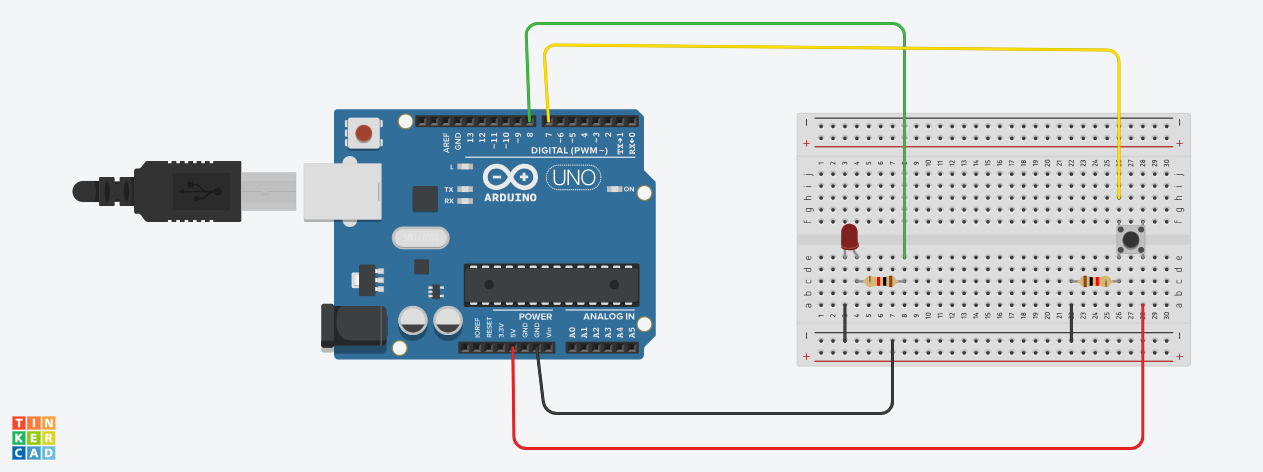 AREF
GND
13
12
~11
~10
~9
8
7
~6
~5
4
~3
2
TX→1
RX←0
DIGITAL (PWM~)
L
TX
RX
UNO
ON
ARDUINO
POWER
ANALOG IN
IOREF
RESET
3.3V
5V
GND
GND
Vin
A0
A1
A2
A3
A4
A5
1 2 3 4 5 6 7 8 9 10 11 12 13 14 15 16 17 18 19 20 21 22 23 24 25 26 27 28 29 30
j j
i i
h h
g g
f f
e e
d d
c c
b b
a a
1 2 3 4 5 6 7 8 9 10 11 12 13 14 15 16 17 18 19 20 21 22 23 24 25 26 27 28 29 30
TIN
KER
CAD